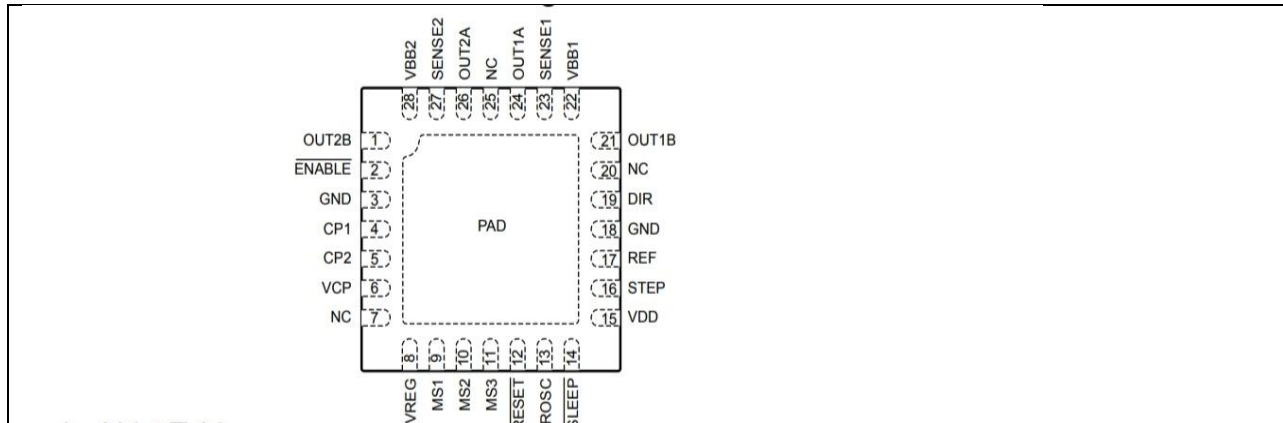 VBB2 SENSE2 OUT2A NC OUT1A SENSE1 VBB1
28 27 26 25 24 23 22
OUT2B 1 21 OUT1B
ENABLE 2 20 NC
GND 3 19 DIR
CP1 4 18 GND
PAD
CP2 5 17 REF
VCP 6 16 STEP
NC 7 15 VDD
8 9 10 11 12 13 14
VREG MS1 MS2 MS3 RESET ROSC SLEEP